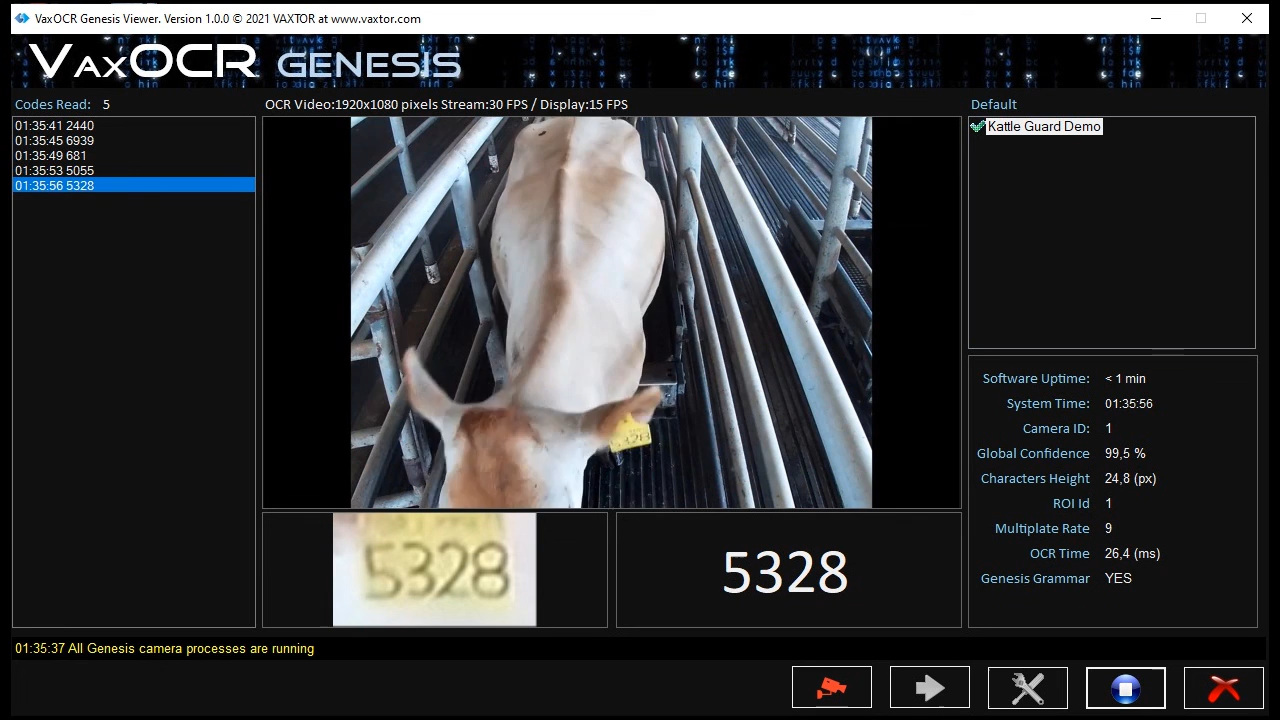 VaxOCR Genesis Viewer. Version 1.0.0 © 2021 VAXTOR at www.vaxtor.com
VAXOCR GENESIS
Codes Read: 5
OCR Video:1920x1080 pixels Stream:30 FPS / Display:15 FPS
Default
01:35:41 2440
01:35:45 6939
01:35:49 681
01:35:53 5055
01:35:56 5328
Kattle Guard Demo
5328
Software Uptime: < 1 min
System Time: 01:35:56
Camera ID: 1
Global Confidence 99,5 %
Characters Height 24,8 (px)
ROI Id 1
Multiplate Rate 9
OCR Time 26,4 (ms)
Genesis Grammar YES
5328
5328
01:35:37 All Genesis camera processes are running